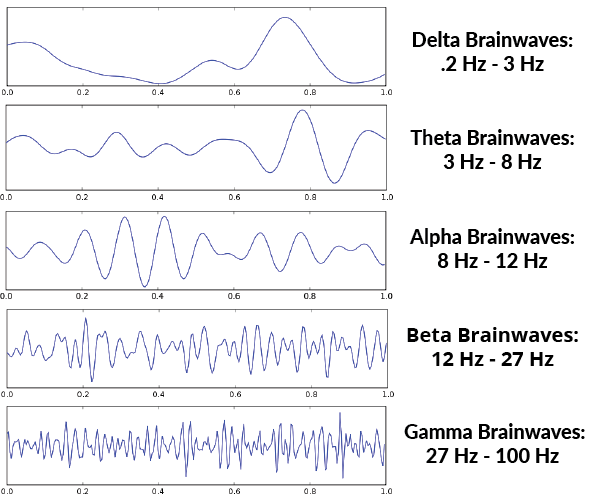 Delta Brainwaves:
.2 Hz - 3 Hz
0.0 0.2 0.4 0.6 0.8 1.0
Theta Brainwaves:
3 Hz - 8 Hz
0.0 0.2 0.4 0.6 0.8 1.0
Alpha Brainwaves:
8 Hz - 12 Hz
0.0 0.2 0.4 0.6 0.8 1.0
Beta Brainwaves:
12 Hz - 27 Hz
0.0 0.2 0.4 0.6 0.8 1.0
Gamma Brainwaves:
27 Hz - 100 Hz
0.0 0.2 0.4 0.6 0.8 1.0